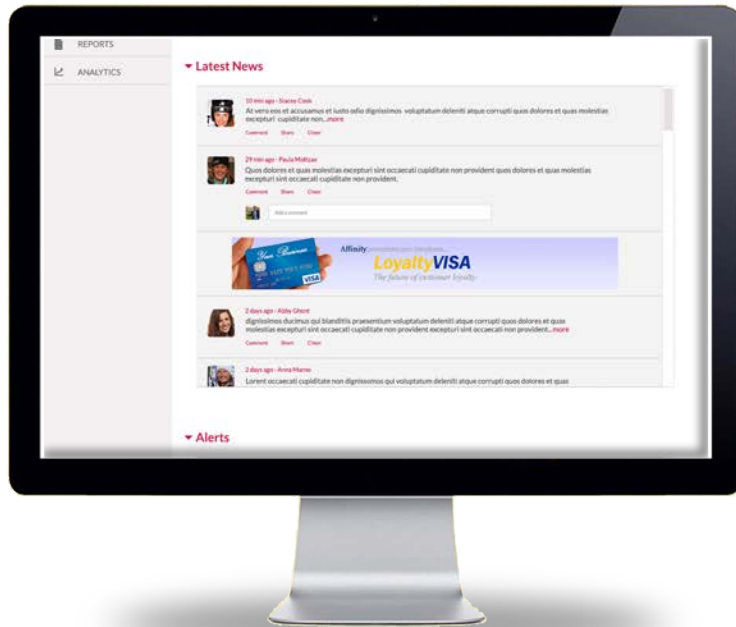 REPORTS
ANALYTICS
Latest News
10 min ago - Stacey Cook
At vero eos et accusamus et iusto odio dignissimos voluptatum deleniti atque corrupti quos dolores et quas molestias
excepturi cupiditate non...more
Comment Share Close
29 min ago - Paula Moltzan
Quos dolores et quas molestias excepturi sint occaecati cupiditate non provident quos dolores et quas molestias
excepturi sint occaecati cupiditate non provident.
Comment Share Close
Add a comment
Your Business
VISA
Affinity
LoyaltyVISA
The future of customer loyalty
2 days ago - Abby Ghent
dignissimos ducimus qui blanditiis praesentium voluptatum deleniti atque corrupti quos dolores et quas
molestias excepturi sint occaecati cupiditate non provident excepturi sint occaecati non provident...more
Comment Share Close
2 days ago - Anna Marno
Lorent occaecati cupiditate non dignissimos qui voluptatum deleniti atque corrupti quos dolores et quas
Alerts